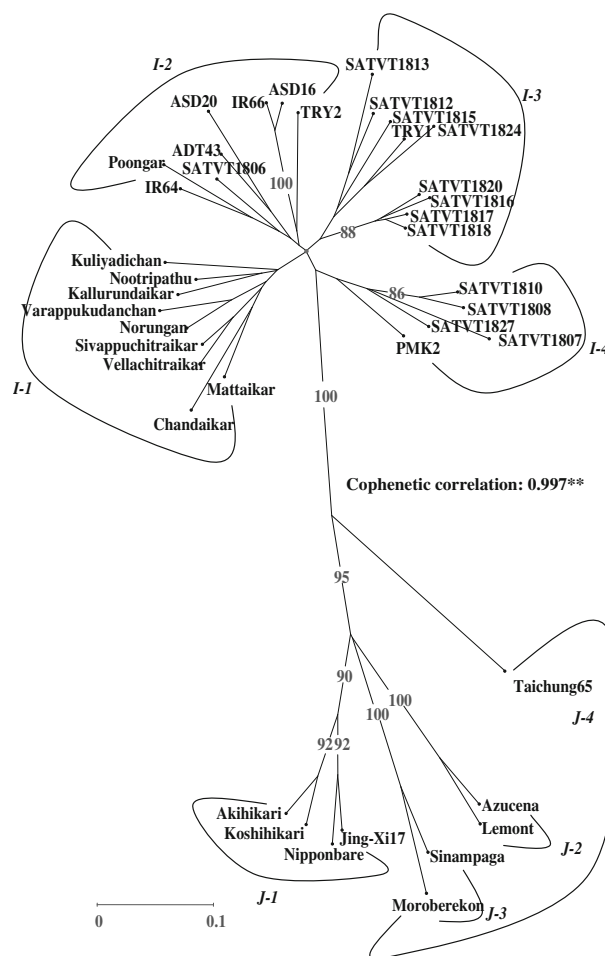 SATVT1813
I-2
I-3
ASD16
IR66
ASD20
TRY2
SATVT1812
SATVT1815
TRY1
SATVT1824
ADT43
Poongar
SATVT1806
100
IR64
SATVT1820
SATVT1816
SATVT1817
SATVT1818
88
Kuliyadichan
Nootripathu
Kallurundaikar
Varappukudanchan
Norungan
Sivappuchitraikar
Vellachitraikar
Mattaikar
Chandaikar
I-1
86
SATVT1810
SATVT1808
SATVT1827
SATVT1807
PMK2
I-4
100
Cophenetic correlation: 0.997**
95
Taichung65
J-4
90
100
100
92
92
Akihikari
Koshihikari
Jing-Xi17
Nipponbare
J-1
Azucena
Lemont
J-2
Sinampaga
Moroberekon
J-3
0
0.1